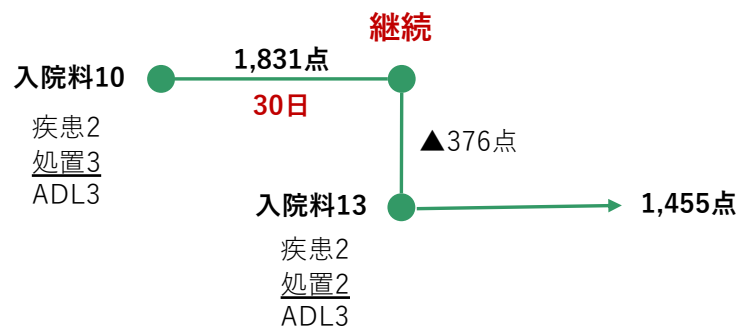 継続
1,831点
入院料10
30日
疾患2
処置3
ADL3
▲376点
入院料13
1,455点
疾患2
処置2
ADL3